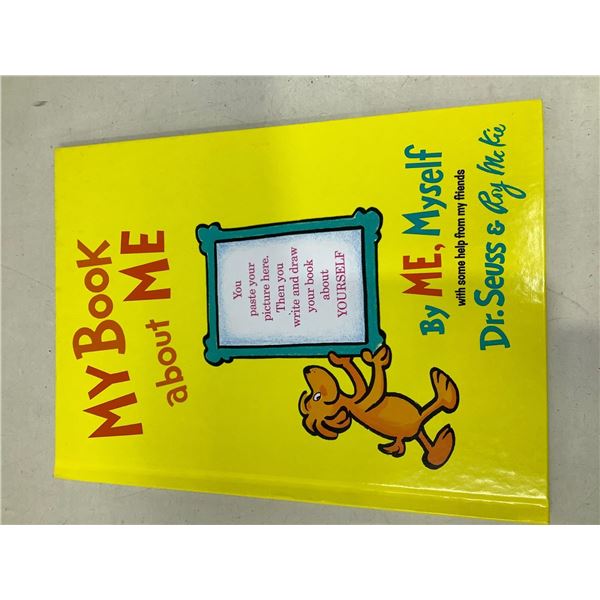 MY BOOK
about ME
You
paste your
picture here.
Then you
write and draw
your book
about
YOURSELF
By ME, Myself
with some help from my friends
Dr. Seuss & Roy McKie